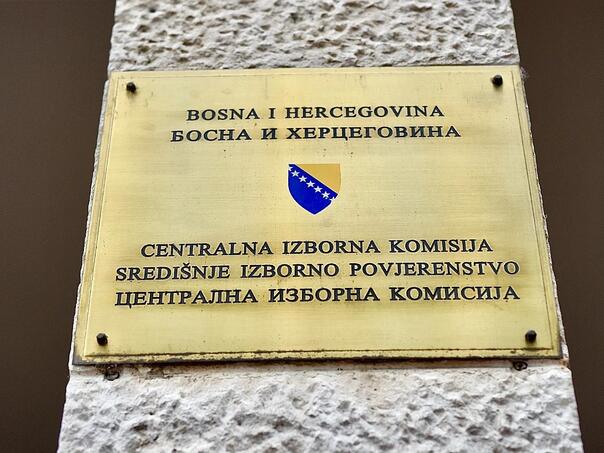 BOSNA I HERCEGOVINA
БОСНА И ХЕРЦЕГОВИНА
CENTRALNA IZBORNA KOMISIJA
SREDIŠNJE IZBORNO POVJERENSTVO
ЦЕНТРАЛНА ИЗБОРНА КОМИСИЈА